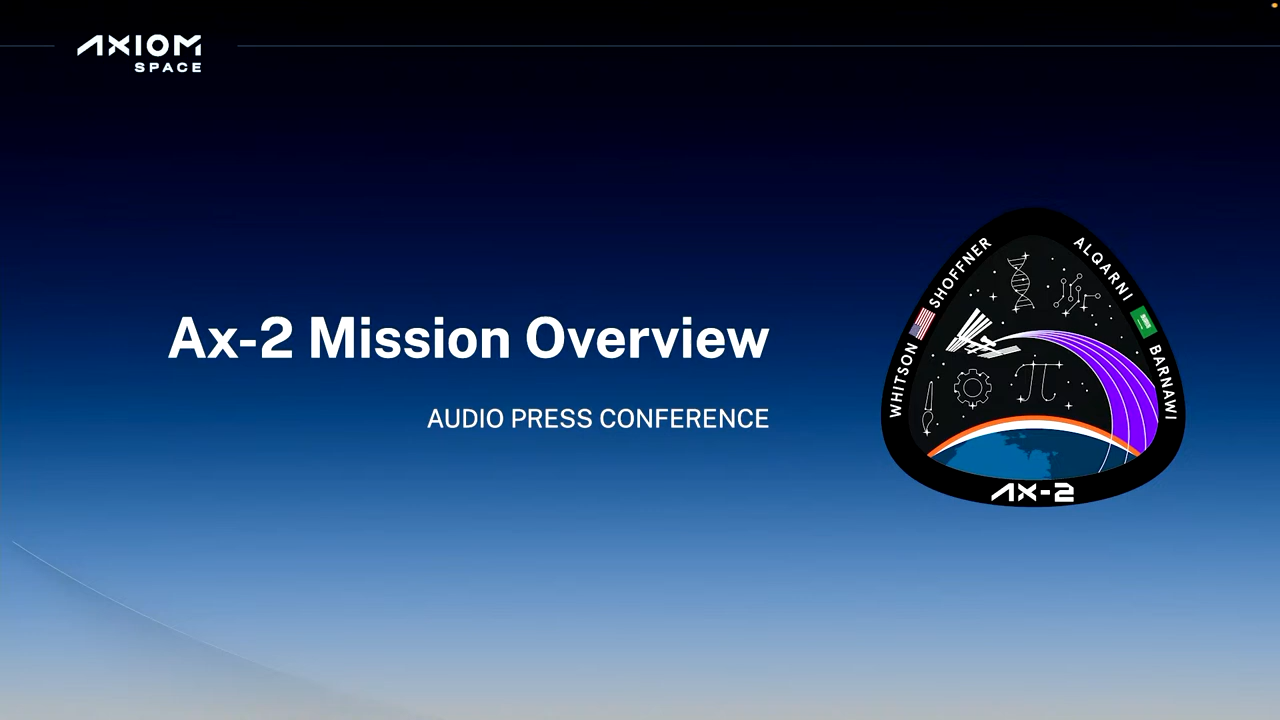 AXIOM
SPACE
Ax-2 Mission Overview
AUDIO PRESS CONFERENCE
WHITSON
SHOFFNER
ALQARNI
BARNAWI
π
AX-2